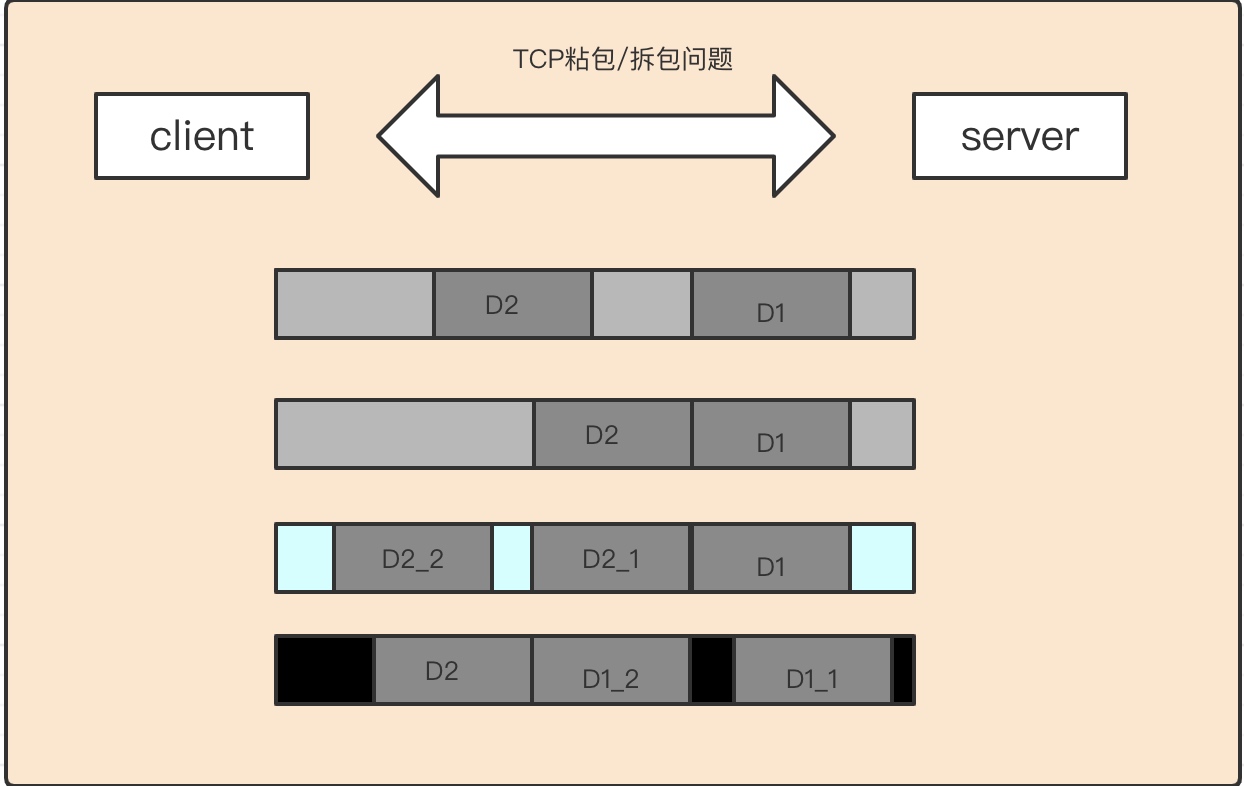 TCP粘包/拆包问题
client
server
D2
D1
D2
D1
D2_2
D2_1
D1
D2
D1_2
D1_1